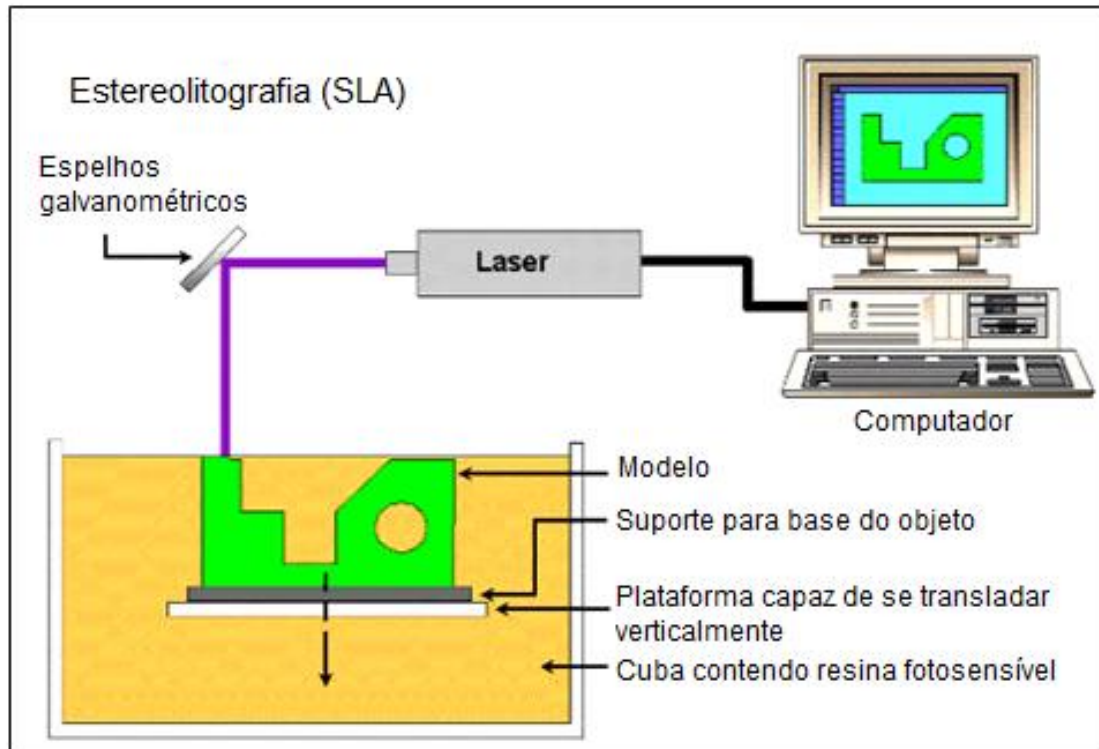 Estereolitografia (SLA)
Espelhos
galvanométricos
Laser
Computador
Modelo
Suporte para base do objeto
Plataforma capaz de se transladar
verticalmente
Cuba contendo resina fotosensível